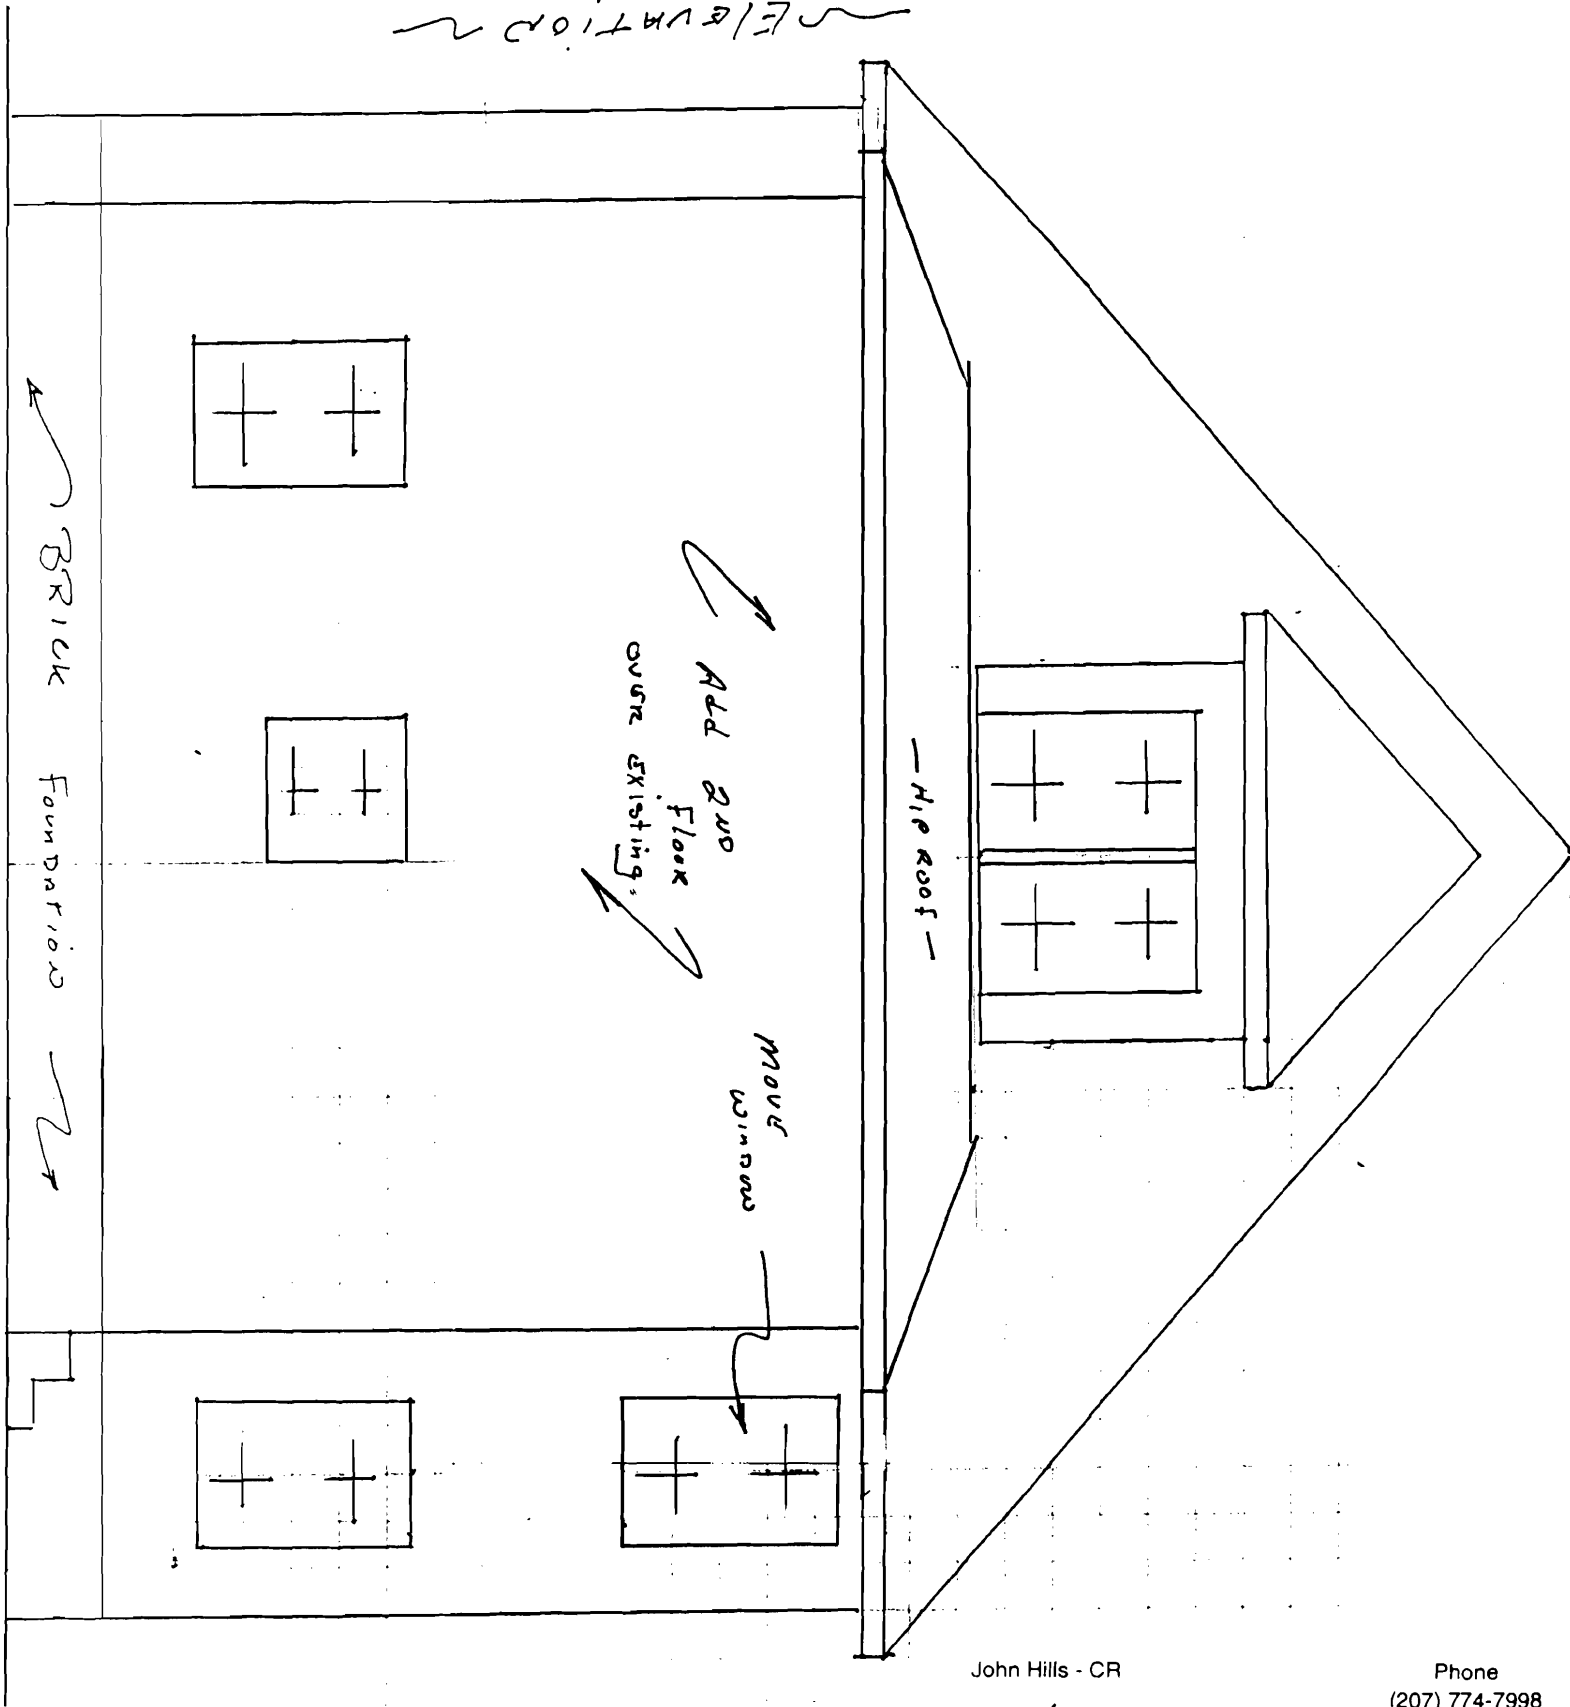 ELEVATION
— Hip Roof —
Move
window
Add 2nd
Floor
over existing.
BRICK Foundation
John Hills - CR
Phone
(207) 774-7998